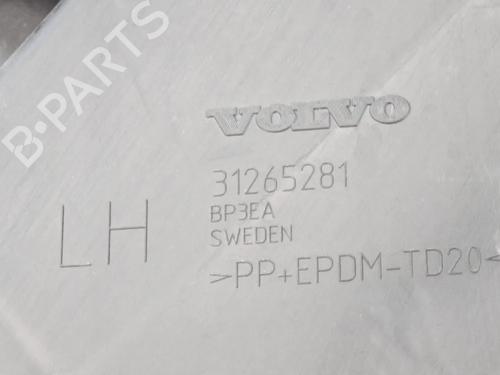 B-PARTS
VOLVO
31265281
BP3EA
SWEDEN
LH
>PP+EPDM-TD20<